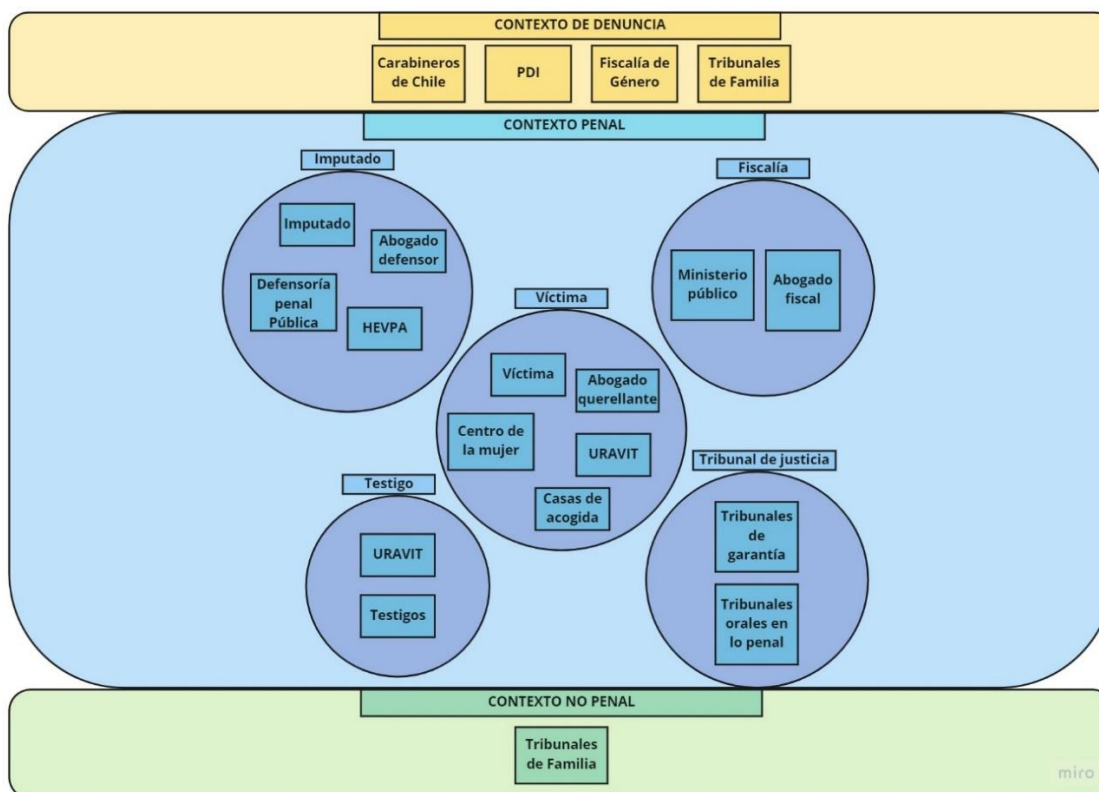 CONTEXTO DE DENUNCIA
Carabineros
de Chile
PDI
Fiscalía de
Género
Tribunales
de Familia
CONTEXTO PENAL
Imputado
Imputado
Abogado
defensor
Defensoría
penal
Pública
HEVPA
Fiscalía
Ministerio
público
Abogado
fiscal
Víctima
Víctima
Abogado
querellante
Centro de
la mujer
URAVIT
Casas de
acogida
Testigo
URAVIT
Testigos
Tribunal de justicia
Tribunales
de
garantía
Tribunales
orales en
lo penal
CONTEXTO NO PENAL
Tribunales
de Familia
miro